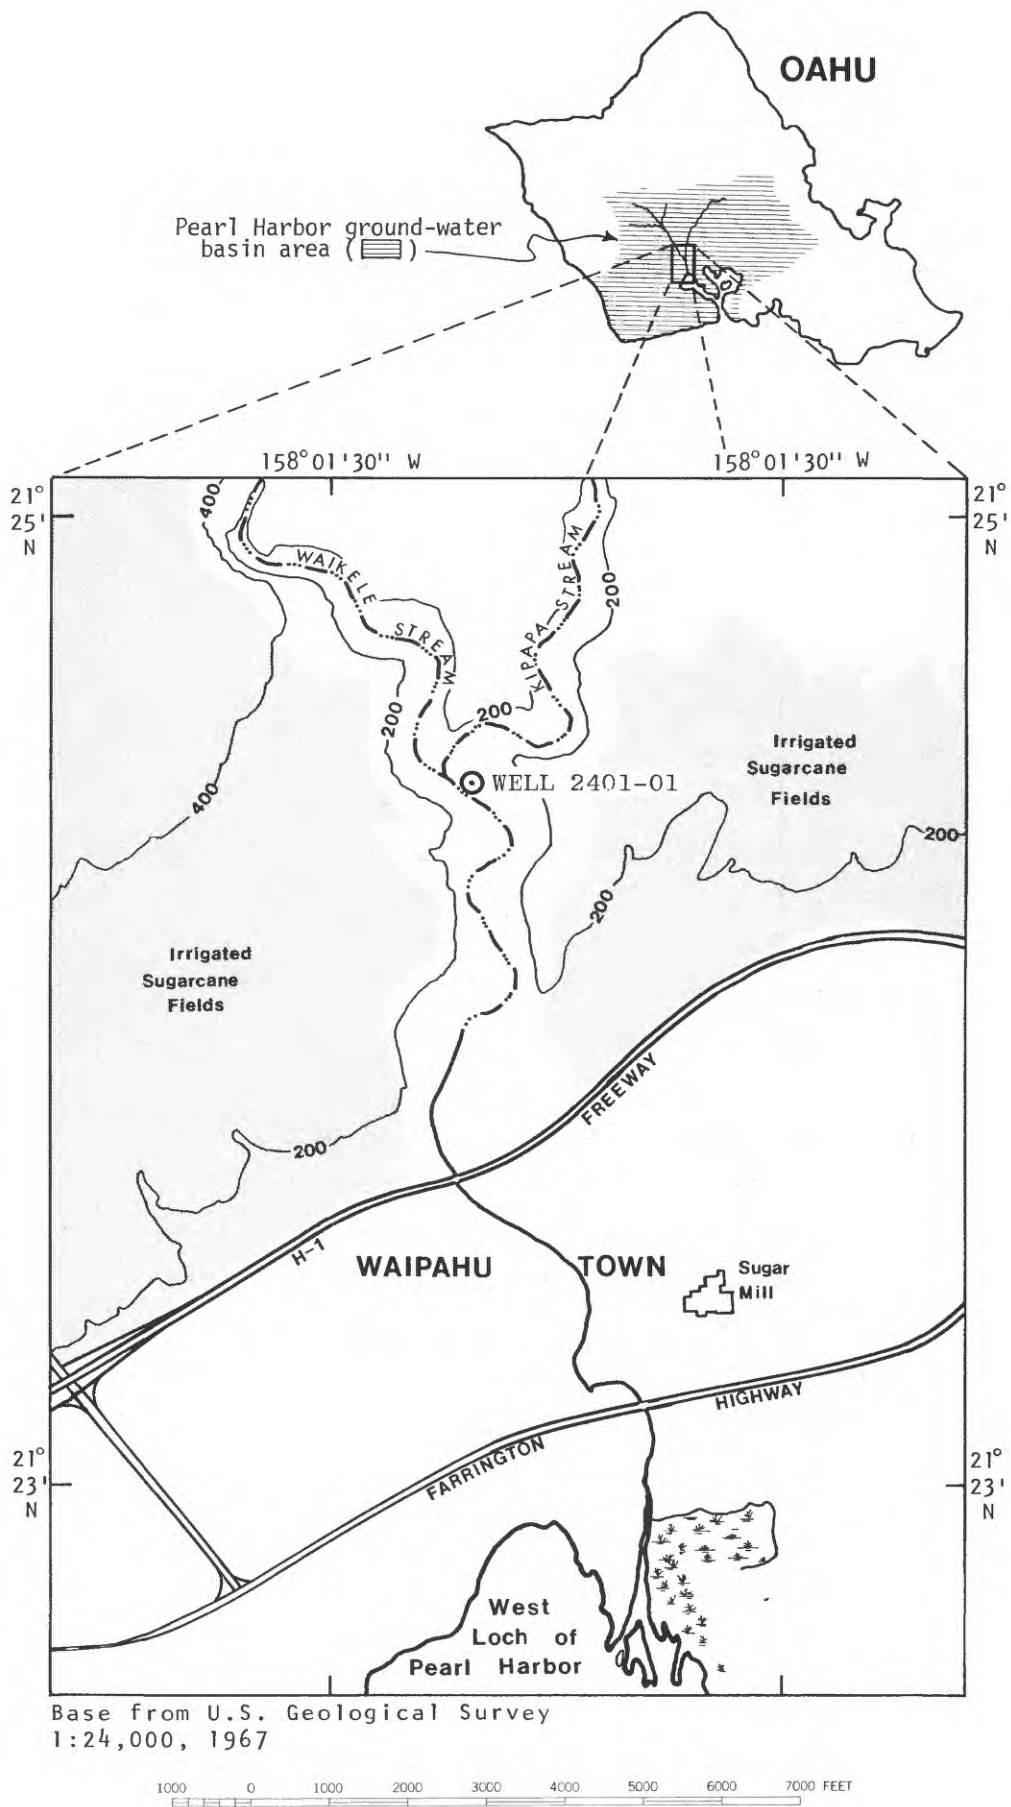 OAHU
Pearl Harbor ground-water
basin area ( )
158°01'30" W
158°01'30" W
21°
25'
N
21°
25'
N
400
WAIKELE
STREAM
KIPAPA STREAM
200
200
200
400
WELL 2401-01
Irrigated
Sugarcane
Fields
200
200
Irrigated
Sugarcane
Fields
200
FREEWAY
H-1
WAIPAHU TOWN
Sugar
Mill
HIGHWAY
FARRINGTON
21°
23'
N
21°
23'
N
West
Loch of
Pearl Harbor
Base from U.S. Geological Survey
1:24,000, 1967
1000 0 1000 2000 3000 4000 5000 6000 7000 FEET